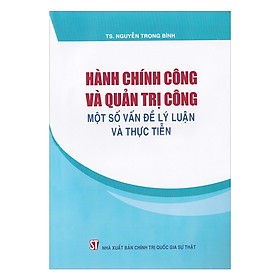 TS. NGUYỄN TRỌNG BÌNH
HÀNH CHÍNH CÔNG
VÀ QUẢN TRỊ CÔNG
MỘT SỐ VẤN ĐỀ LÝ LUẬN
VÀ THỰC TIỄN
ST
NHÀ XUẤT BẢN CHÍNH TRỊ QUỐC GIA SỰ THẬT